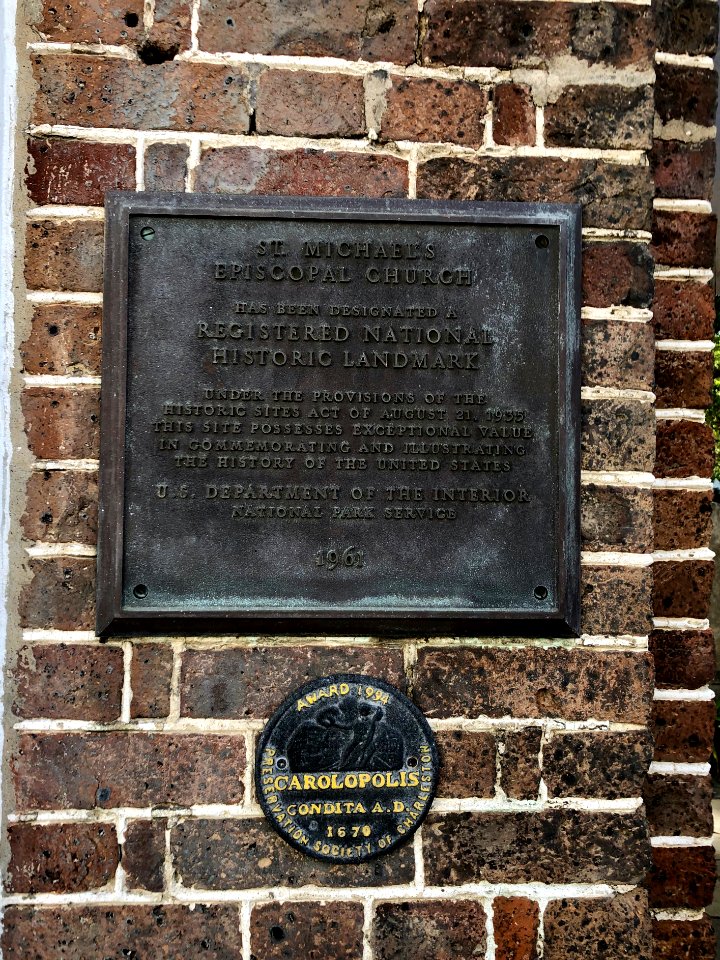 ST. MICHAEL'S
EPISCOPAL CHURCH
HAS BEEN DESIGNATED A
REGISTERED NATIONAL
HISTORIC LANDMARK
UNDER THE PROVISIONS OF THE
HISTORIC SITES ACT OF AUGUST 21, 1935
THIS SITE POSSESSES EXCEPTIONAL VALUE
IN COMMEMORATING AND ILLUSTRATING
THE HISTORY OF THE UNITED STATES
U.S. DEPARTMENT OF THE INTERIOR
NATIONAL PARK SERVICE
1961
AWARD 1994
CAROLOPOLIS
CONDITA A.D.
1670
PRESERVATION SOCIETY OF CHARLESTON